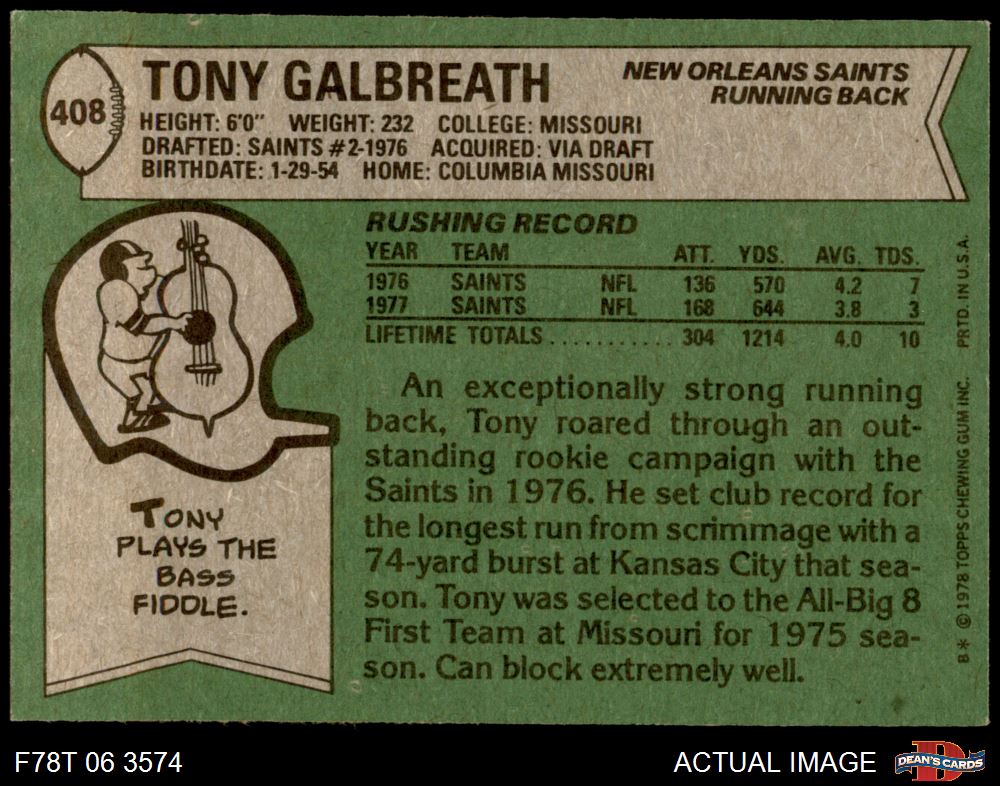 408
TONY GALBREATH
NEW ORLEANS SAINTS
RUNNING BACK
HEIGHT: 6'0" WEIGHT: 232 COLLEGE: MISSOURI
DRAFTED: SAINTS #2-1976 ACQUIRED: VIA DRAFT
BIRTHDATE: 1-29-54 HOME: COLUMBIA MISSOURI
RUSHING RECORD
YEAR TEAM ATT. YDS. AVG. TDS.
1976 SAINTS NFL 136 570 4.2 7
1977 SAINTS NFL 168 644 3.8 3
LIFETIME TOTALS........... 304 1214 4.0 10
An exceptionally strong running
back, Tony roared through an out-
standing rookie campaign with the
Saints in 1976. He set club record for
the longest run from scrimmage with a
74-yard burst at Kansas City that sea-
son. Tony was selected to the All-Big 8
First Team at Missouri for 1975 sea-
son. Can block extremely well.
TONY
PLAYS THE
BASS
FIDDLE.
B* © 1978 TOPPS CHEWING GUM INC. PRTD. IN U.S.A.
F78T 06 3574
ACTUAL IMAGE
D
DEAN'S CARDS